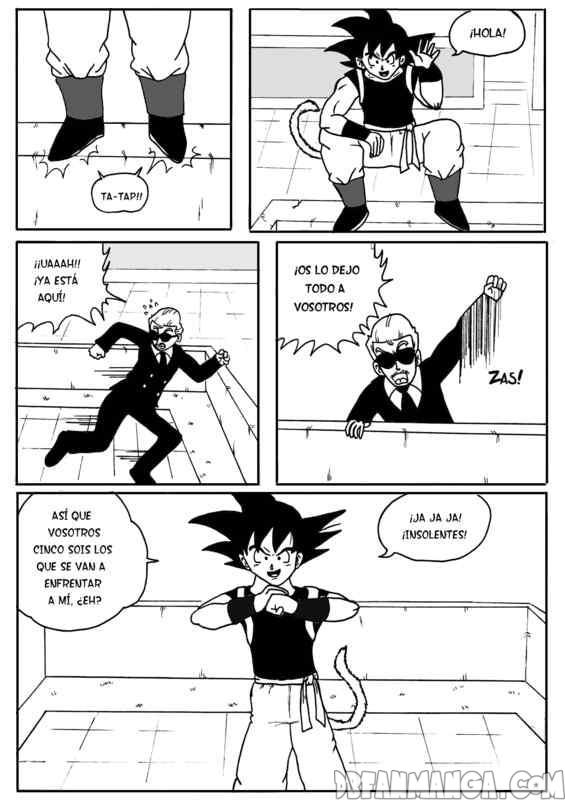 TA-TAP!!
¡HOLA!
¡¡UAAAH!!
¡YA ESTÁ
AQUÍ!
¡OS LO DEJO
TODO A
VOSOTROS!
ZAS!
ASÍ QUE
VOSOTROS
CINCO SOIS LOS
QUE SE VAN A
ENFRENTAR
A MÍ, ¿EH?
¡JA JA JA!
¡INSOLENTES!
DBFANMANGA.COM